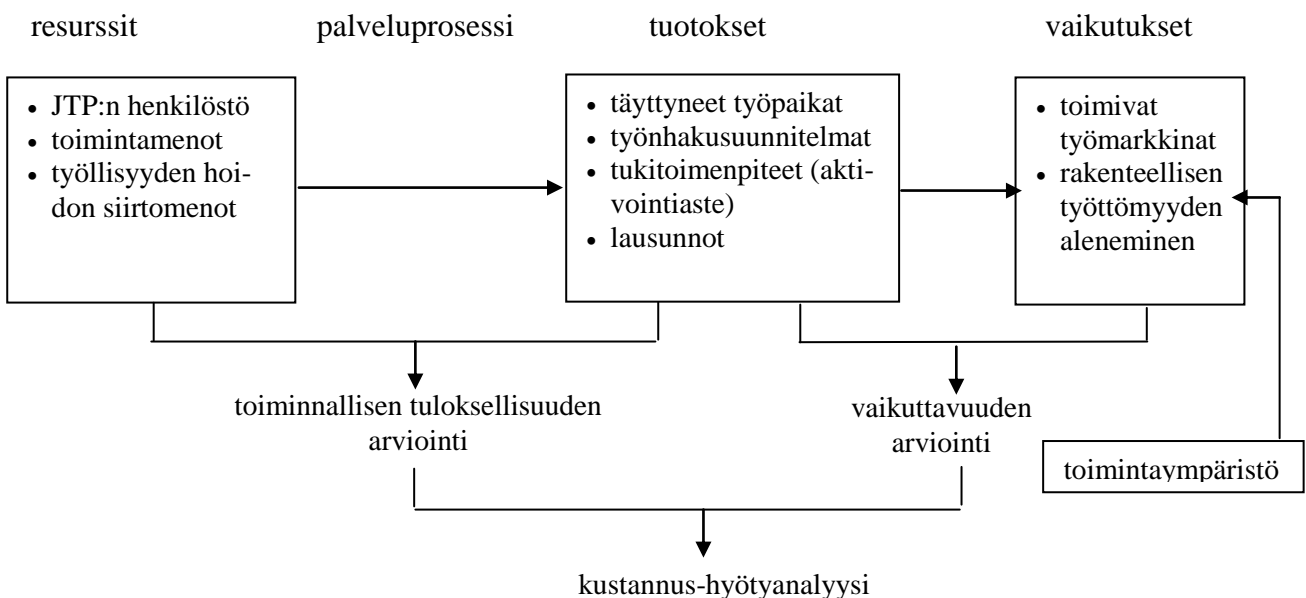 resurssit palveluprosessi tuotokset vaikutukset
• JTP:n henkilöstö
• toimintamenot
• työllisyyden hoi-
don siirtomenot
• täyttyneet työpaikat
• työnhakusuunnitelmat
• tukitoimenpiteet (akti-
vointiaste)
• lausunnot
• toimivat
työmarkkinat
• rakenteellisen
työttömyyden
aleneminen
toiminnallisen tuloksellisuuden
arviointi
vaikuttavuuden
arviointi
toimintaympäristö
kustannus-hyötyanalyysi